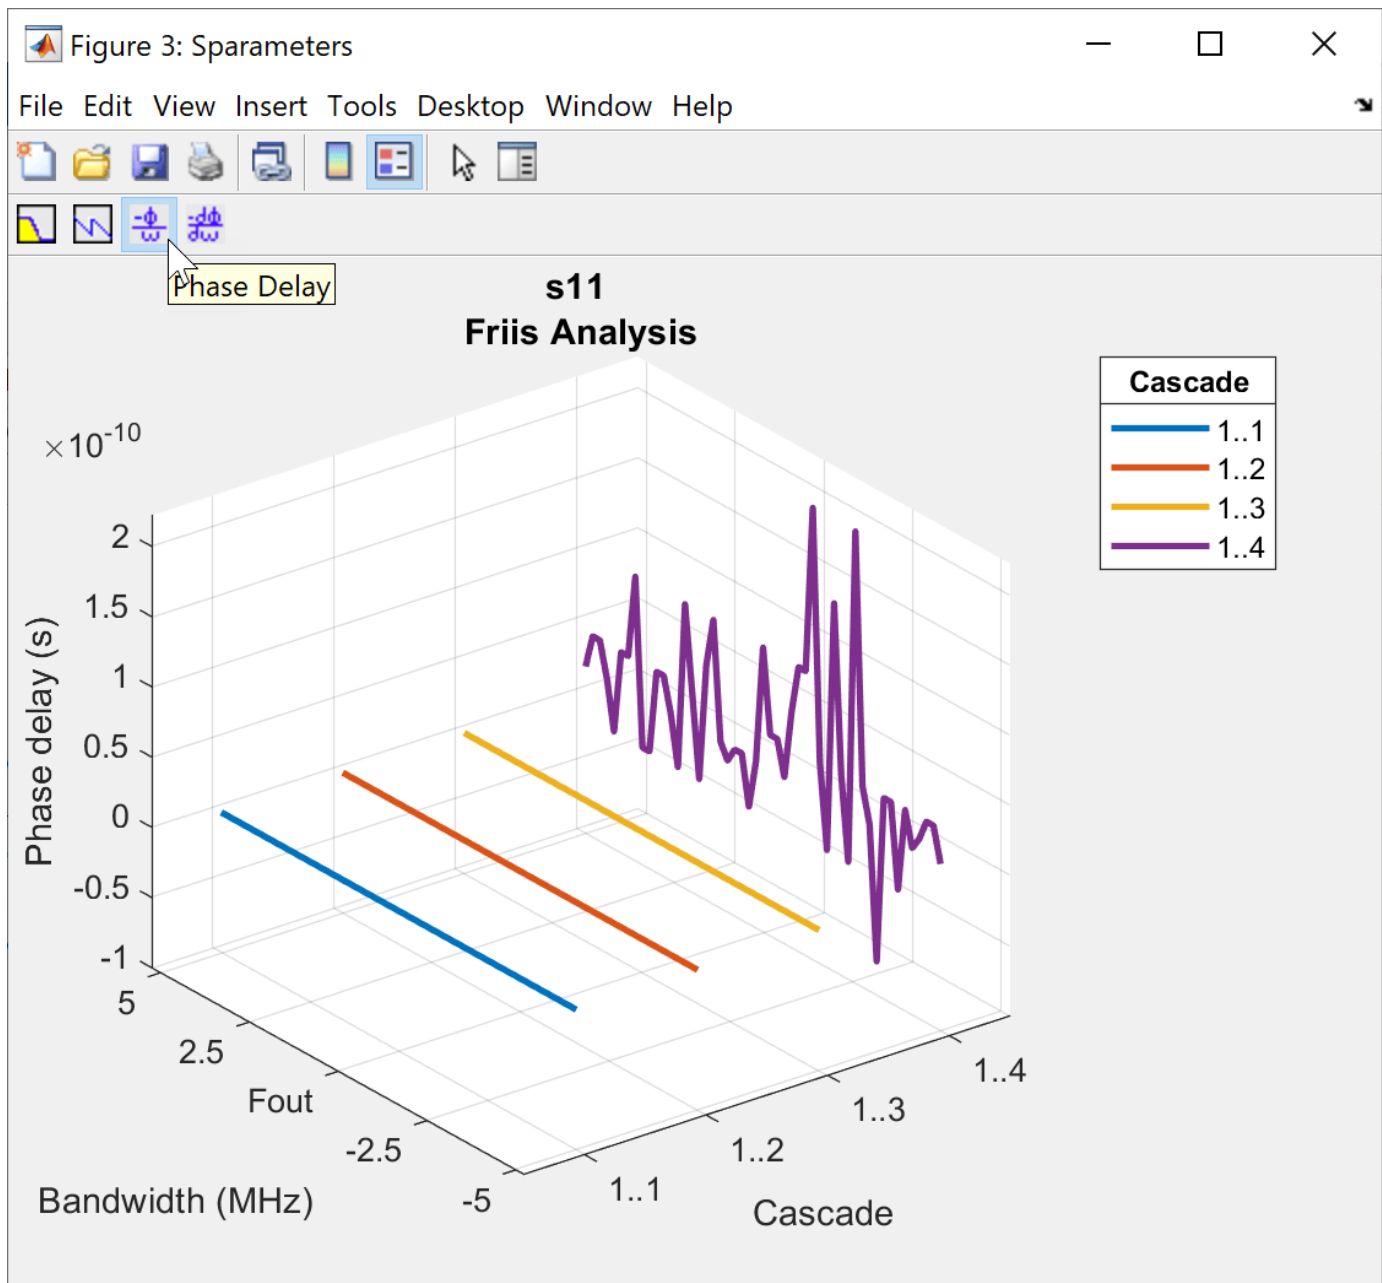 Figure 3: Sparameters
File Edit View Insert Tools Desktop Window Help
-Φ
ω
-dΦ
dω
Phase Delay
s11
Friis Analysis
Cascade
1..1
1..2
1..3
1..4
×10-10
2
1.5
1
0.5
0
-0.5
-1
Phase delay (s)
5
2.5
Fout
-2.5
-5
Bandwidth (MHz)
1..1
1..2
1..3
1..4
Cascade